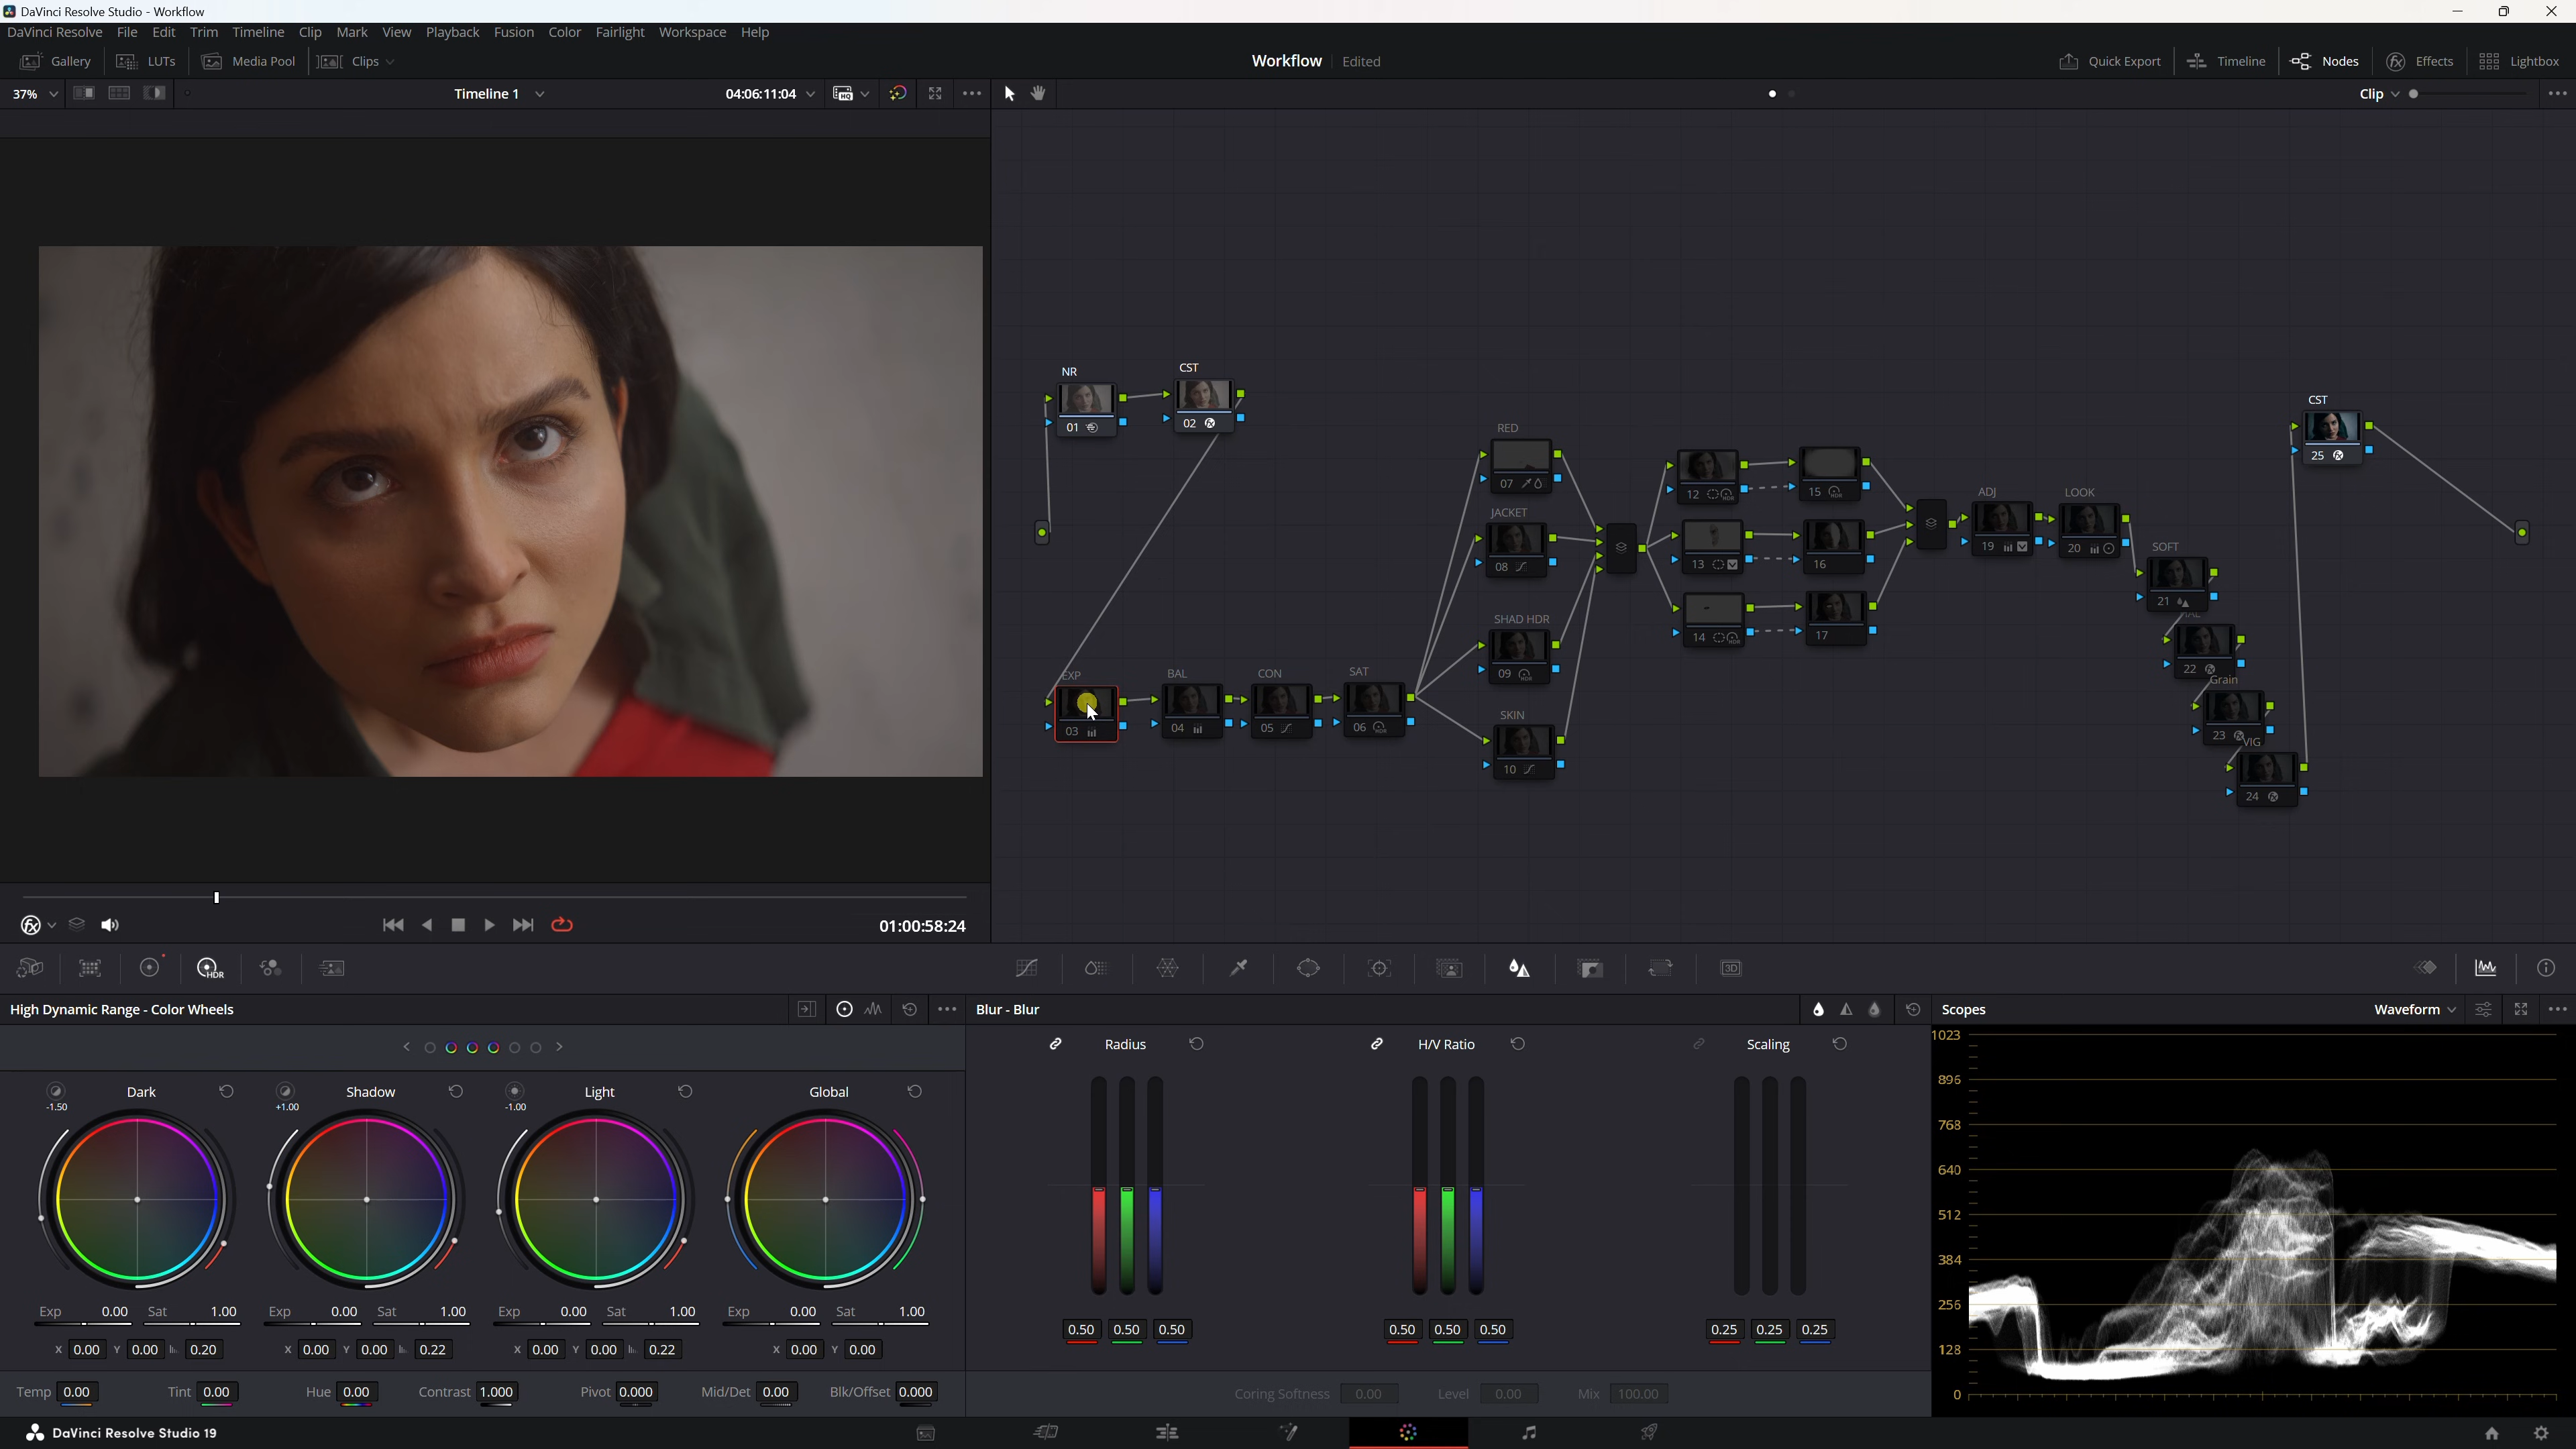 DaVinci Resolve Studio - Workflow
DaVinci Resolve File Edit Trim Timeline Clip Mark View Playback Fusion Color Fairlight Workspace Help
Gallery LUTs Media Pool Clips Workflow Edited Quick Export Timeline Nodes Effects Lightbox
37% Timeline 1 04:06:11:04 Clip
NR
CST
01
02
CST
25
RED
07
JACKET
08
SHAD HDR
09
SKIN
10
12
15
13
16
14
17
ADJ
19
LOOK
20
SOFT
21
22
Grain
23
VIG
24
EXP
03
BAL
04
CON
05
SAT
06
01:00:58:24
HDR
3D
High Dynamic Range - Color Wheels
Blur - Blur
Scopes
Waveform
Dark Shadow Light Global
-1.50 +1.00 -1.00
Exp 0.00 Sat 1.00 Exp 0.00 Sat 1.00 Exp 0.00 Sat 1.00 Exp 0.00 Sat 1.00
X 0.00 Y 0.00 0.20 X 0.00 Y 0.00 0.22 X 0.00 Y 0.00 0.22 X 0.00 Y 0.00
Temp 0.00 Tint 0.00 Hue 0.00 Contrast 1.000 Pivot 0.000 Mid/Det 0.00 Blk/Offset 0.000
Radius H/V Ratio Scaling
0.50 0.50 0.50 0.50 0.50 0.50 0.25 0.25 0.25
Coring Softness 0.00 Level 0.00 Mix 100.00
1023
896
768
640
512
384
256
128
0
DaVinci Resolve Studio 19